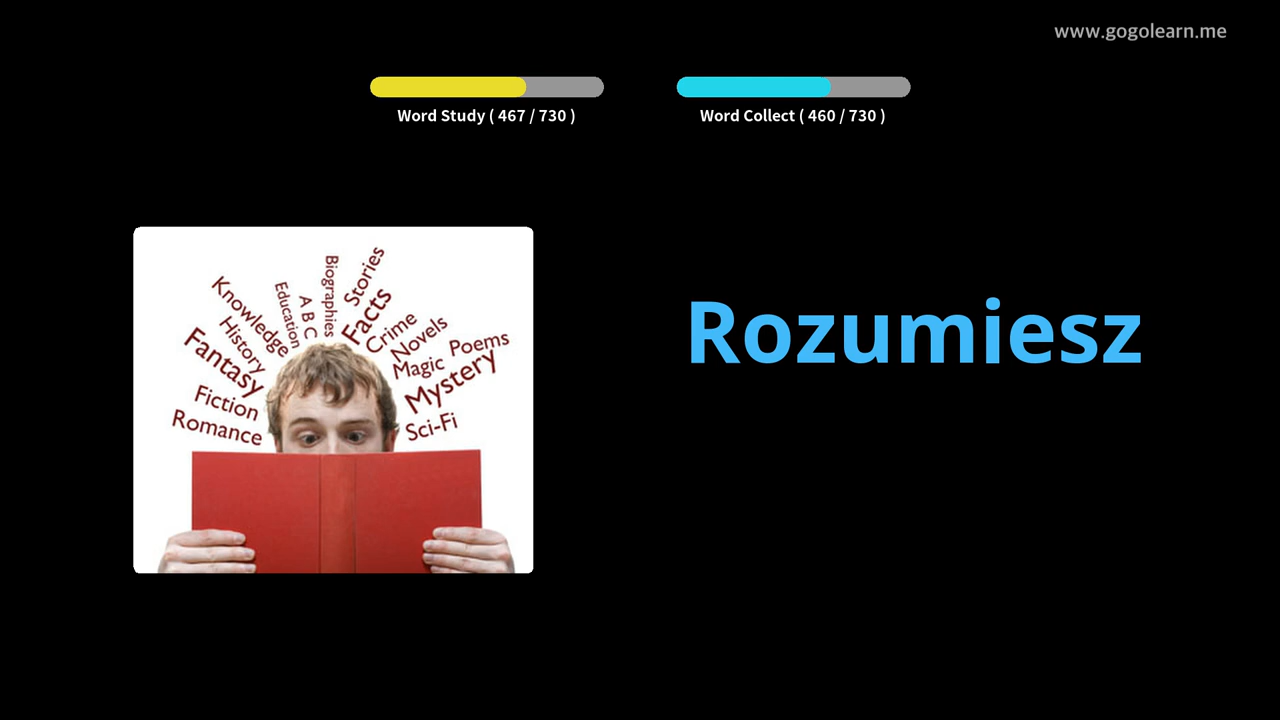 www.gogolearn.me
Word Study ( 467 / 730 )
Word Collect ( 460 / 730 )
Rozumiesz
Biographies
Stories
Education
A B C
Facts
Knowledge
Crime
History
Novels
Fantasy
Magic
Poems
Mystery
Fiction
Romance
Sci-Fi